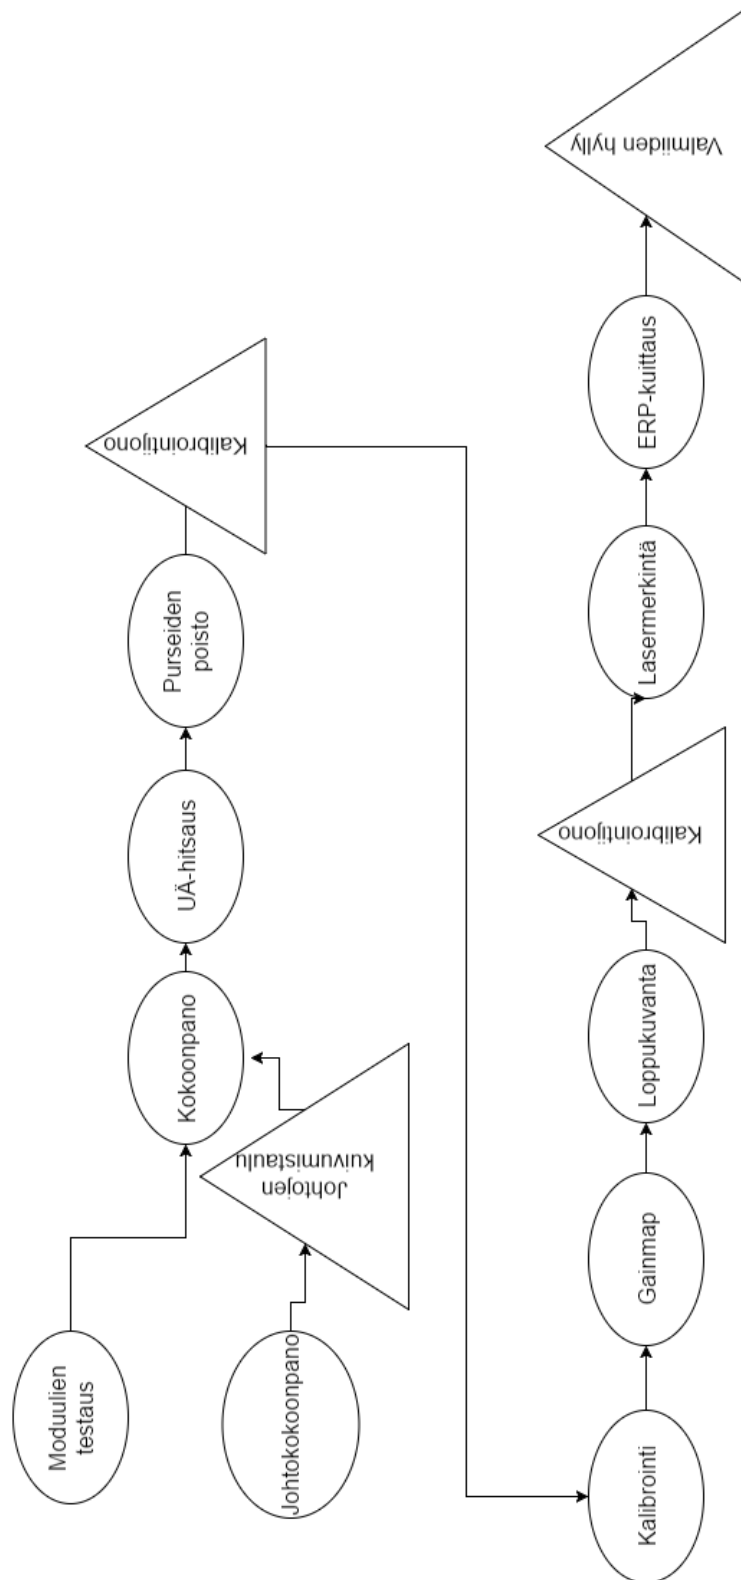 Moduulien
testaus
Johtokokoonpano
Johtojen
kuivumistaulu
Kokoonpano
UÄ-hitsaus
Purseiden
poisto
Kalibrointijono
Kalibrointi
Gainmap
Loppukuvanta
Kalibrointijono
Lasermerkintä
ERP-kuittaus
Valmiiden hylly